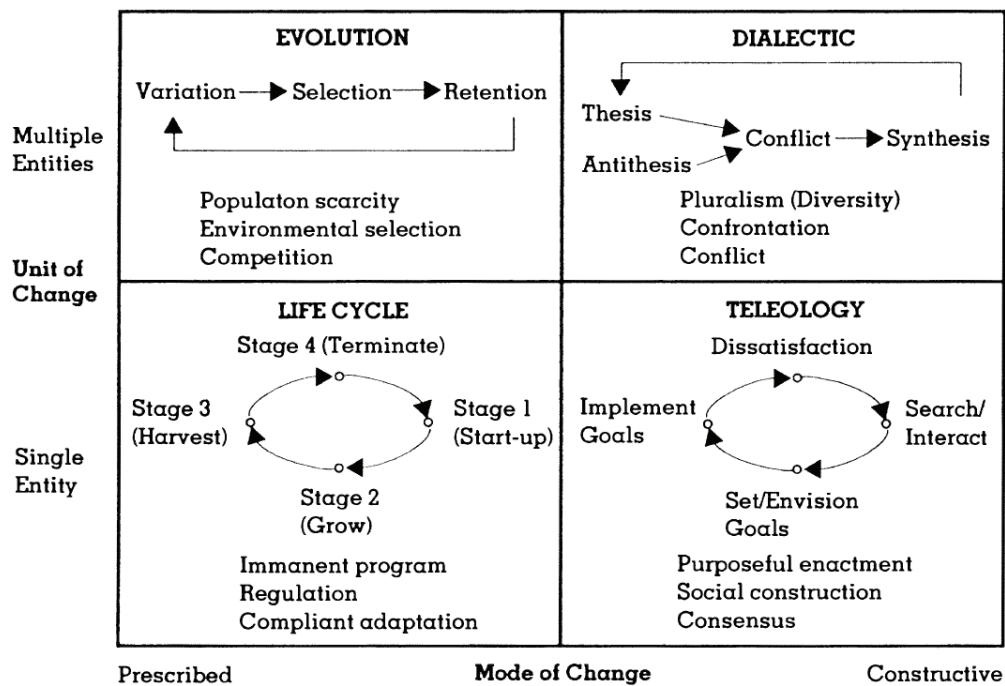 EVOLUTION
Variation Selection Retention
Populaton scarcity
Environmental selection
Competition
DIALECTIC
Thesis
Antithesis
Conflict Synthesis
Pluralism (Diversity)
Confrontation
Conflict
Multiple
Entities
Unit of
Change
Single
Entity
LIFE CYCLE
Stage 4 (Terminate)
Stage 3
(Harvest)
Stage 1
(Start-up)
Stage 2
(Grow)
Immanent program
Regulation
Compliant adaptation
TELEOLOGY
Dissatisfaction
Implement
Goals
Search/
Interact
Set/Envision
Goals
Purposeful enactment
Social construction
Consensus
Prescribed Mode of Change Constructive